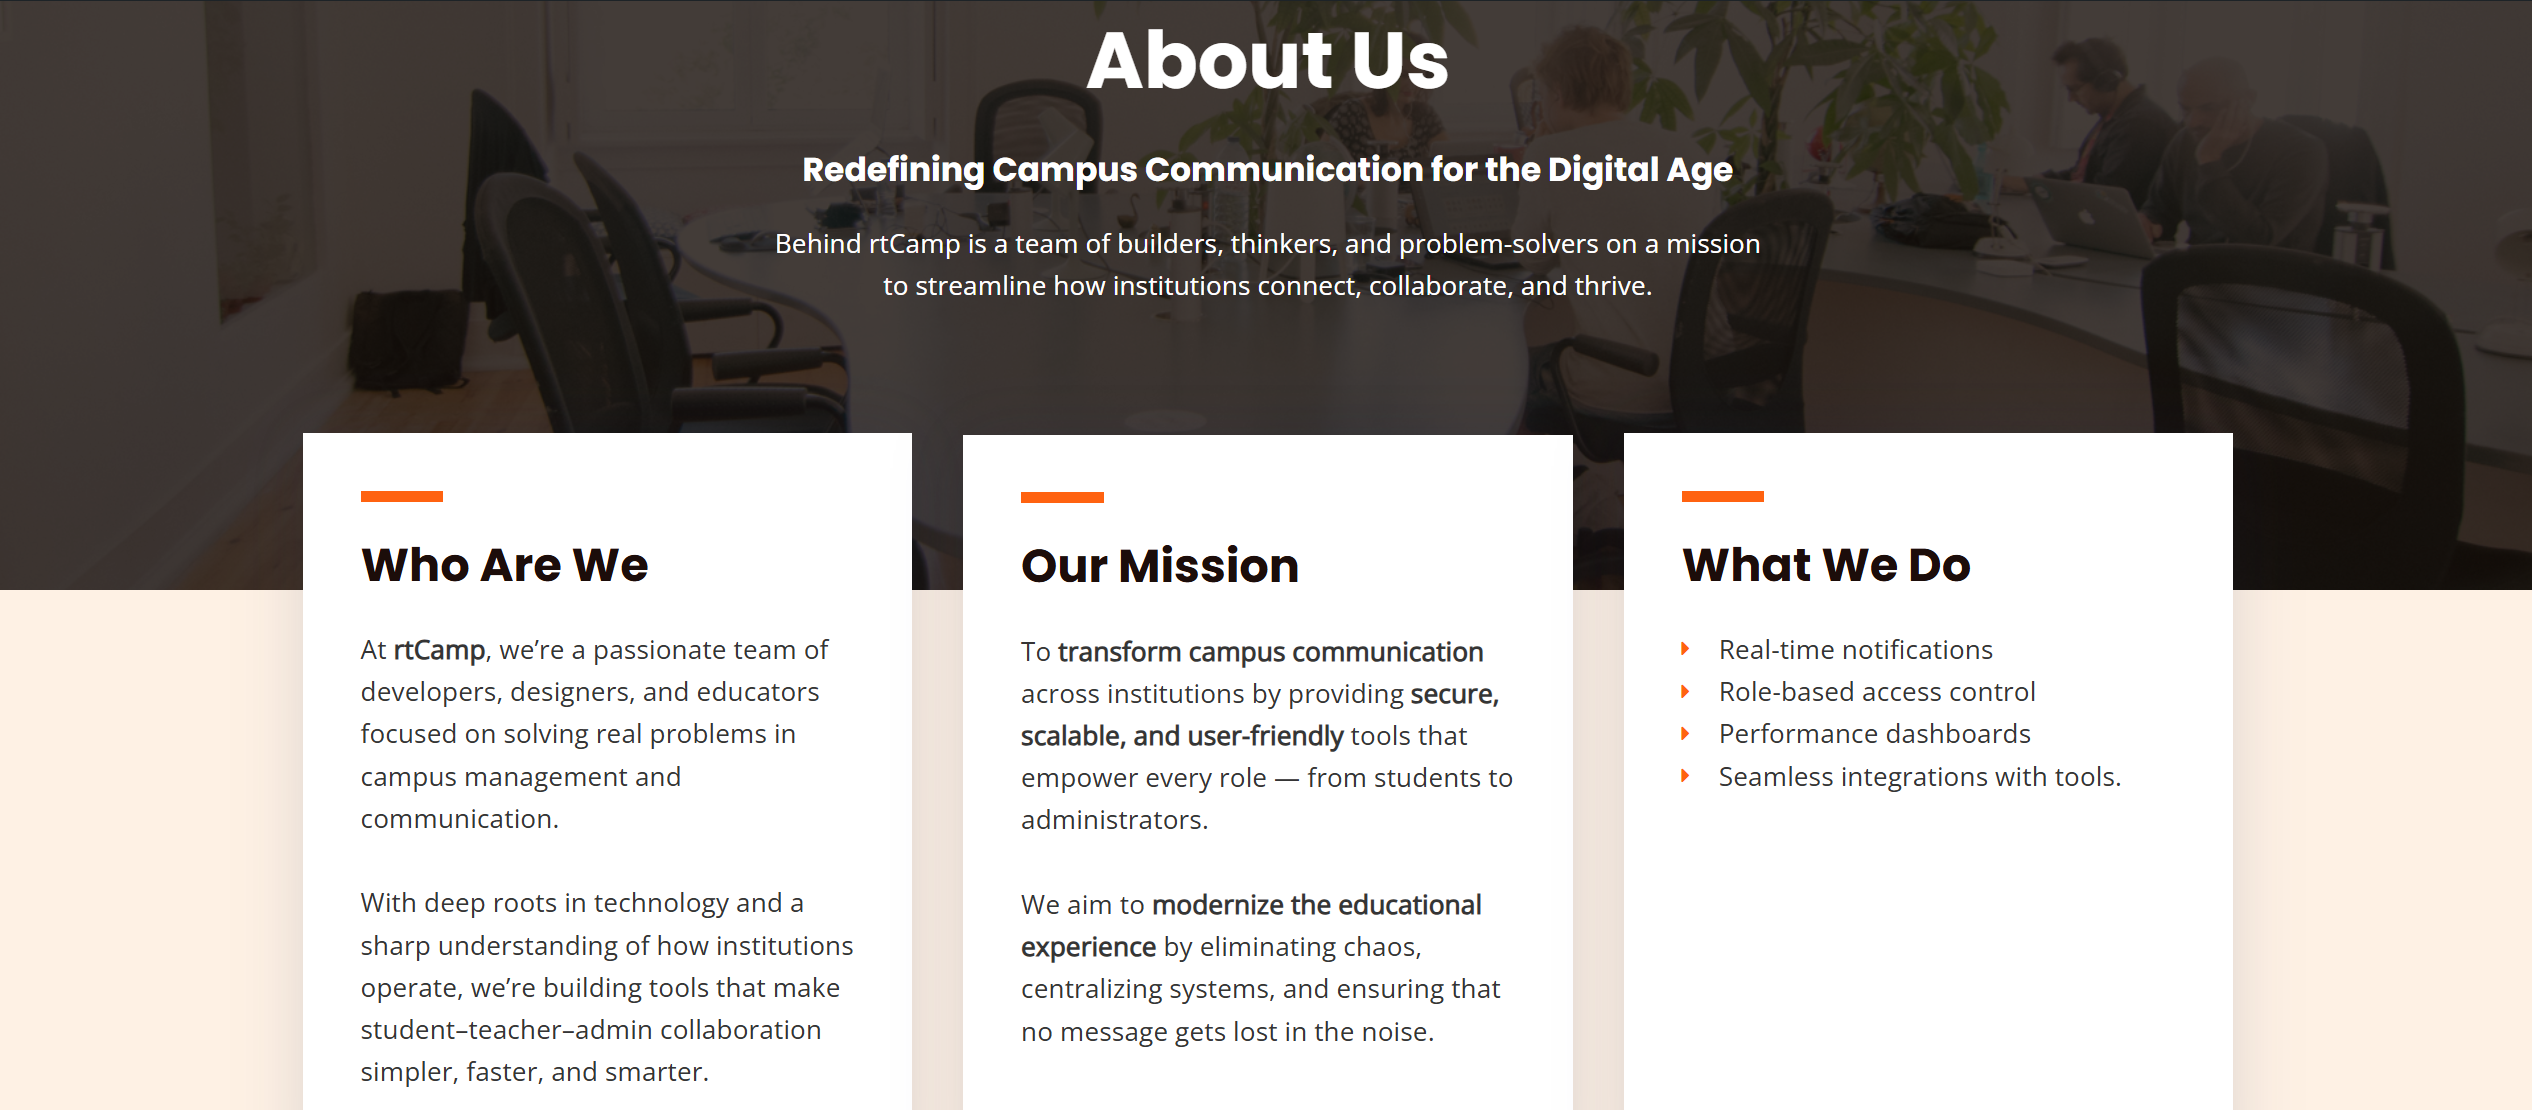 About Us
Redefining Campus Communication for the Digital Age
Behind rtCamp is a team of builders, thinkers, and problem-solvers on a mission
to streamline how institutions connect, collaborate, and thrive.
Who Are We
At rtCamp, we’re a passionate team of
developers, designers, and educators
focused on solving real problems in
campus management and
communication.
With deep roots in technology and a
sharp understanding of how institutions
operate, we’re building tools that make
student–teacher–admin collaboration
simpler, faster, and smarter.
Our Mission
To transform campus communication
across institutions by providing secure,
scalable, and user-friendly tools that
empower every role — from students to
administrators.
We aim to modernize the educational
experience by eliminating chaos,
centralizing systems, and ensuring that
no message gets lost in the noise.
What We Do
Real-time notifications
Role-based access control
Performance dashboards
Seamless integrations with tools.